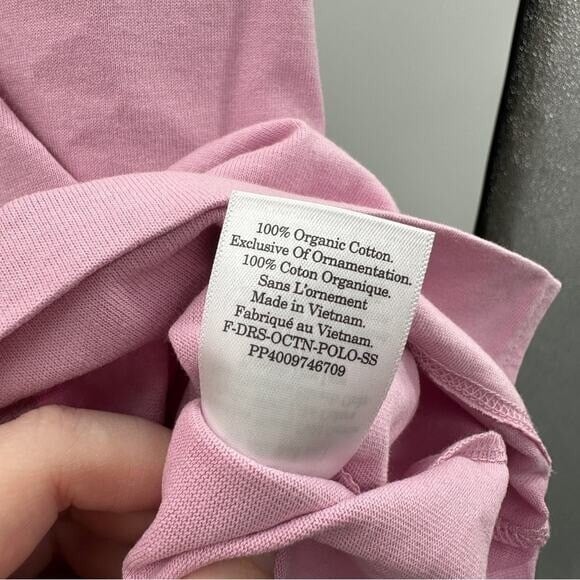 100% Organic Cotton.
Exclusive Of Ornamentation.
100% Coton Organique.
Sans L'ornement
Made in Vietnam.
Fabriqué au Vietnam.
F-DRS-OCTN-POLO-SS
PP4009746709